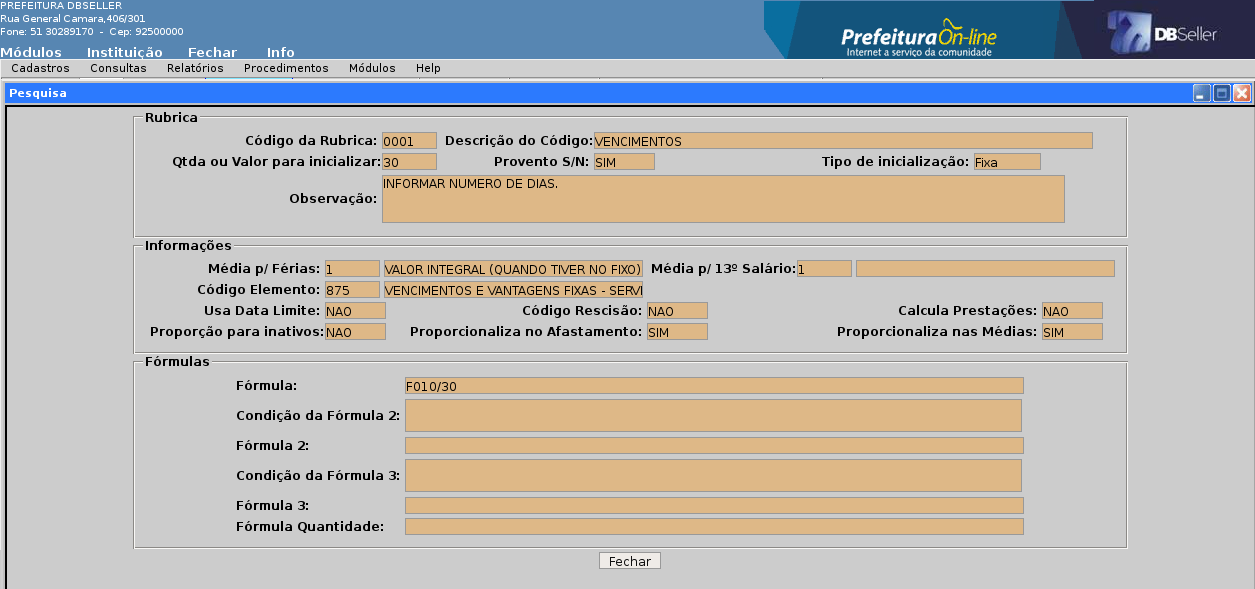 PREFEITURA DBSELLER
Rua General Camara,406/301
Fone: 51 30289170 - Cep: 92500000
PrefeituraOn-line
Internet a serviço da comunidade
DBSeller
Módulos Instituição Fechar Info
Cadastros Consultas Relatórios Procedimentos Módulos Help
Pesquisa
Rubrica
Código da Rubrica: 0001 Descrição do Código: VENCIMENTOS
Qtda ou Valor para inicializar: 30 Provento S/N: SIM Tipo de inicialização: Fixa
Observação: INFORMAR NUMERO DE DIAS.
Informações
Média p/ Férias: 1 VALOR INTEGRAL (QUANDO TIVER NO FIXO) Média p/ 13º Salário: 1
Código Elemento: 875 VENCIMENTOS E VANTAGENS FIXAS - SERVI
Usa Data Limite: NAO Código Rescisão: NAO Calcula Prestações: NAO
Proporção para inativos: NAO Proporcionaliza no Afastamento: SIM Proporcionaliza nas Médias: SIM
Fórmulas
Fórmula: F010/30
Condição da Fórmula 2:
Fórmula 2:
Condição da Fórmula 3:
Fórmula 3:
Fórmula Quantidade:
Fechar